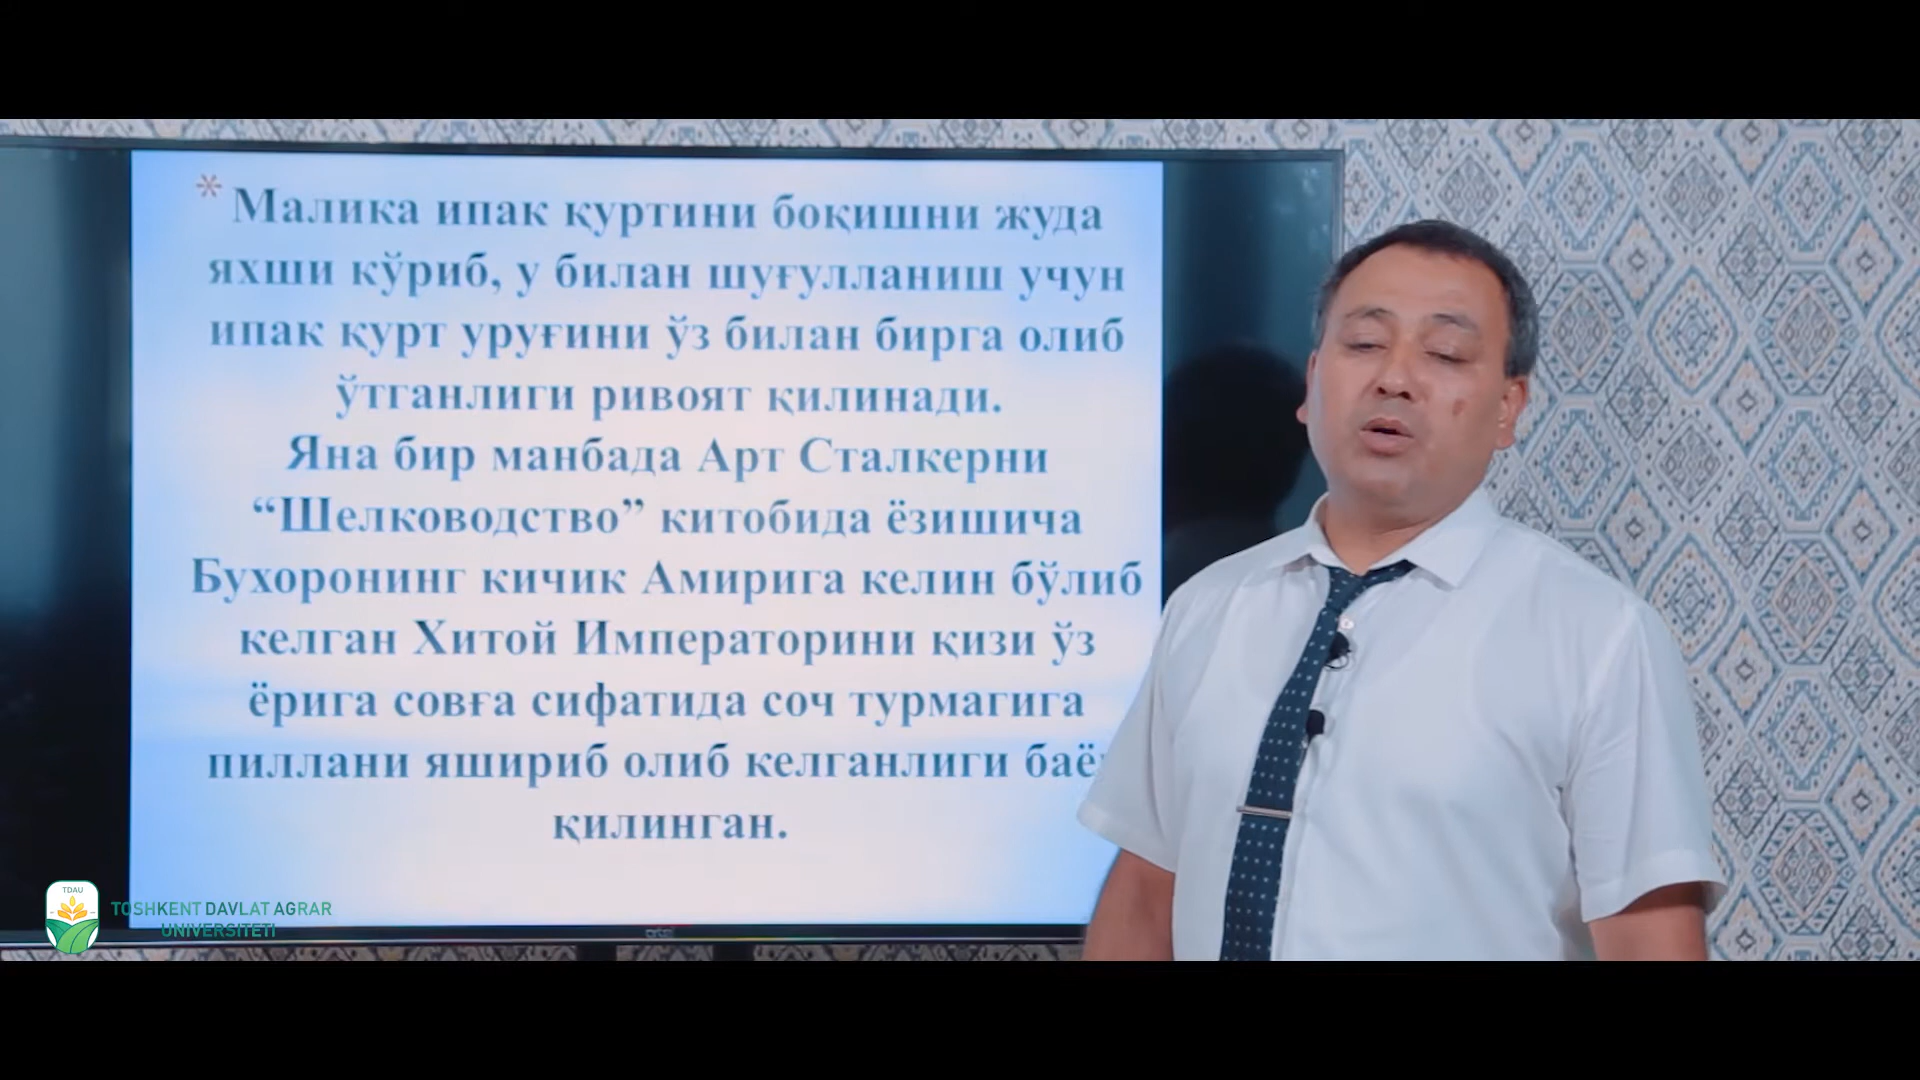 * Малика ипак қуртини боқишни жуда
яхши кўриб, у билан шуғулланиш учун
ипак қурт уруғини ўз билан бирга олиб
ўтганлиги ривоят қилинади.
Яна бир манбада Арт Сталкерни
“Шелководство” китобида ёзишича
Бухоронинг кичик Амирига келин бўлиб
келган Хитой Императорини қизи ўз
ёрига совға сифатида соч турмагига
пиллани яшириб олиб келганлиги
қилинган.
TDAU
TOSHKENT DAVLAT AGRAR
UNIVERSITETI